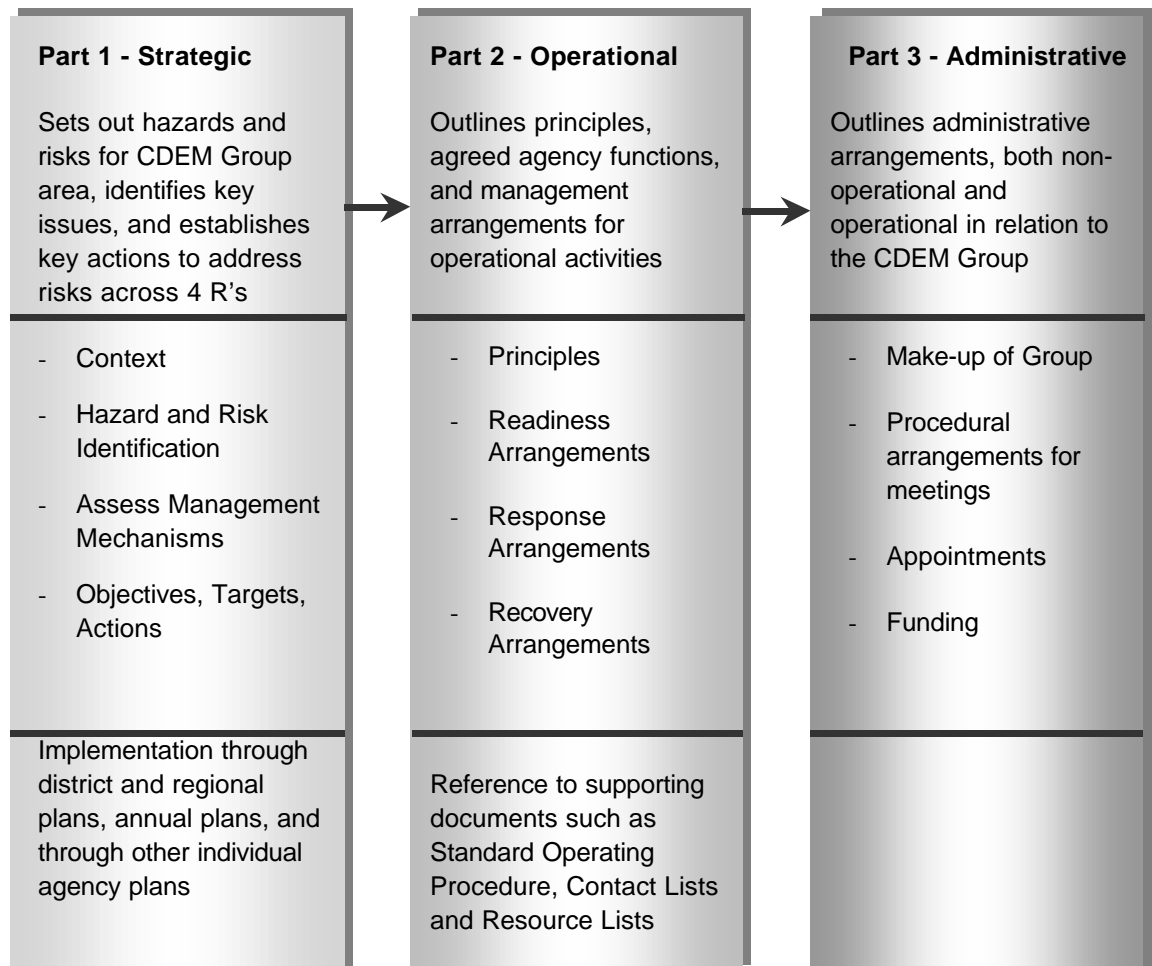 Part 1 - Strategic
Sets out hazards and
risks for CDEM Group
area, identifies key
issues, and establishes
key actions to address
risks across 4 R's
- Context
- Hazard and Risk
Identification
- Assess Management
Mechanisms
- Objectives, Targets,
Actions
Implementation through
district and regional
plans, annual plans, and
through other individual
agency plans
Part 2 - Operational
Outlines principles,
agreed agency functions,
and management
arrangements for
operational activities
- Principles
- Readiness
Arrangements
- Response
Arrangements
- Recovery
Arrangements
Reference to supporting
documents such as
Standard Operating
Procedure, Contact Lists
and Resource Lists
Part 3 - Administrative
Outlines administrative
arrangements, both non-
operational and
operational in relation to
the CDEM Group
- Make-up of Group
- Procedural
arrangements for
meetings
- Appointments
- Funding